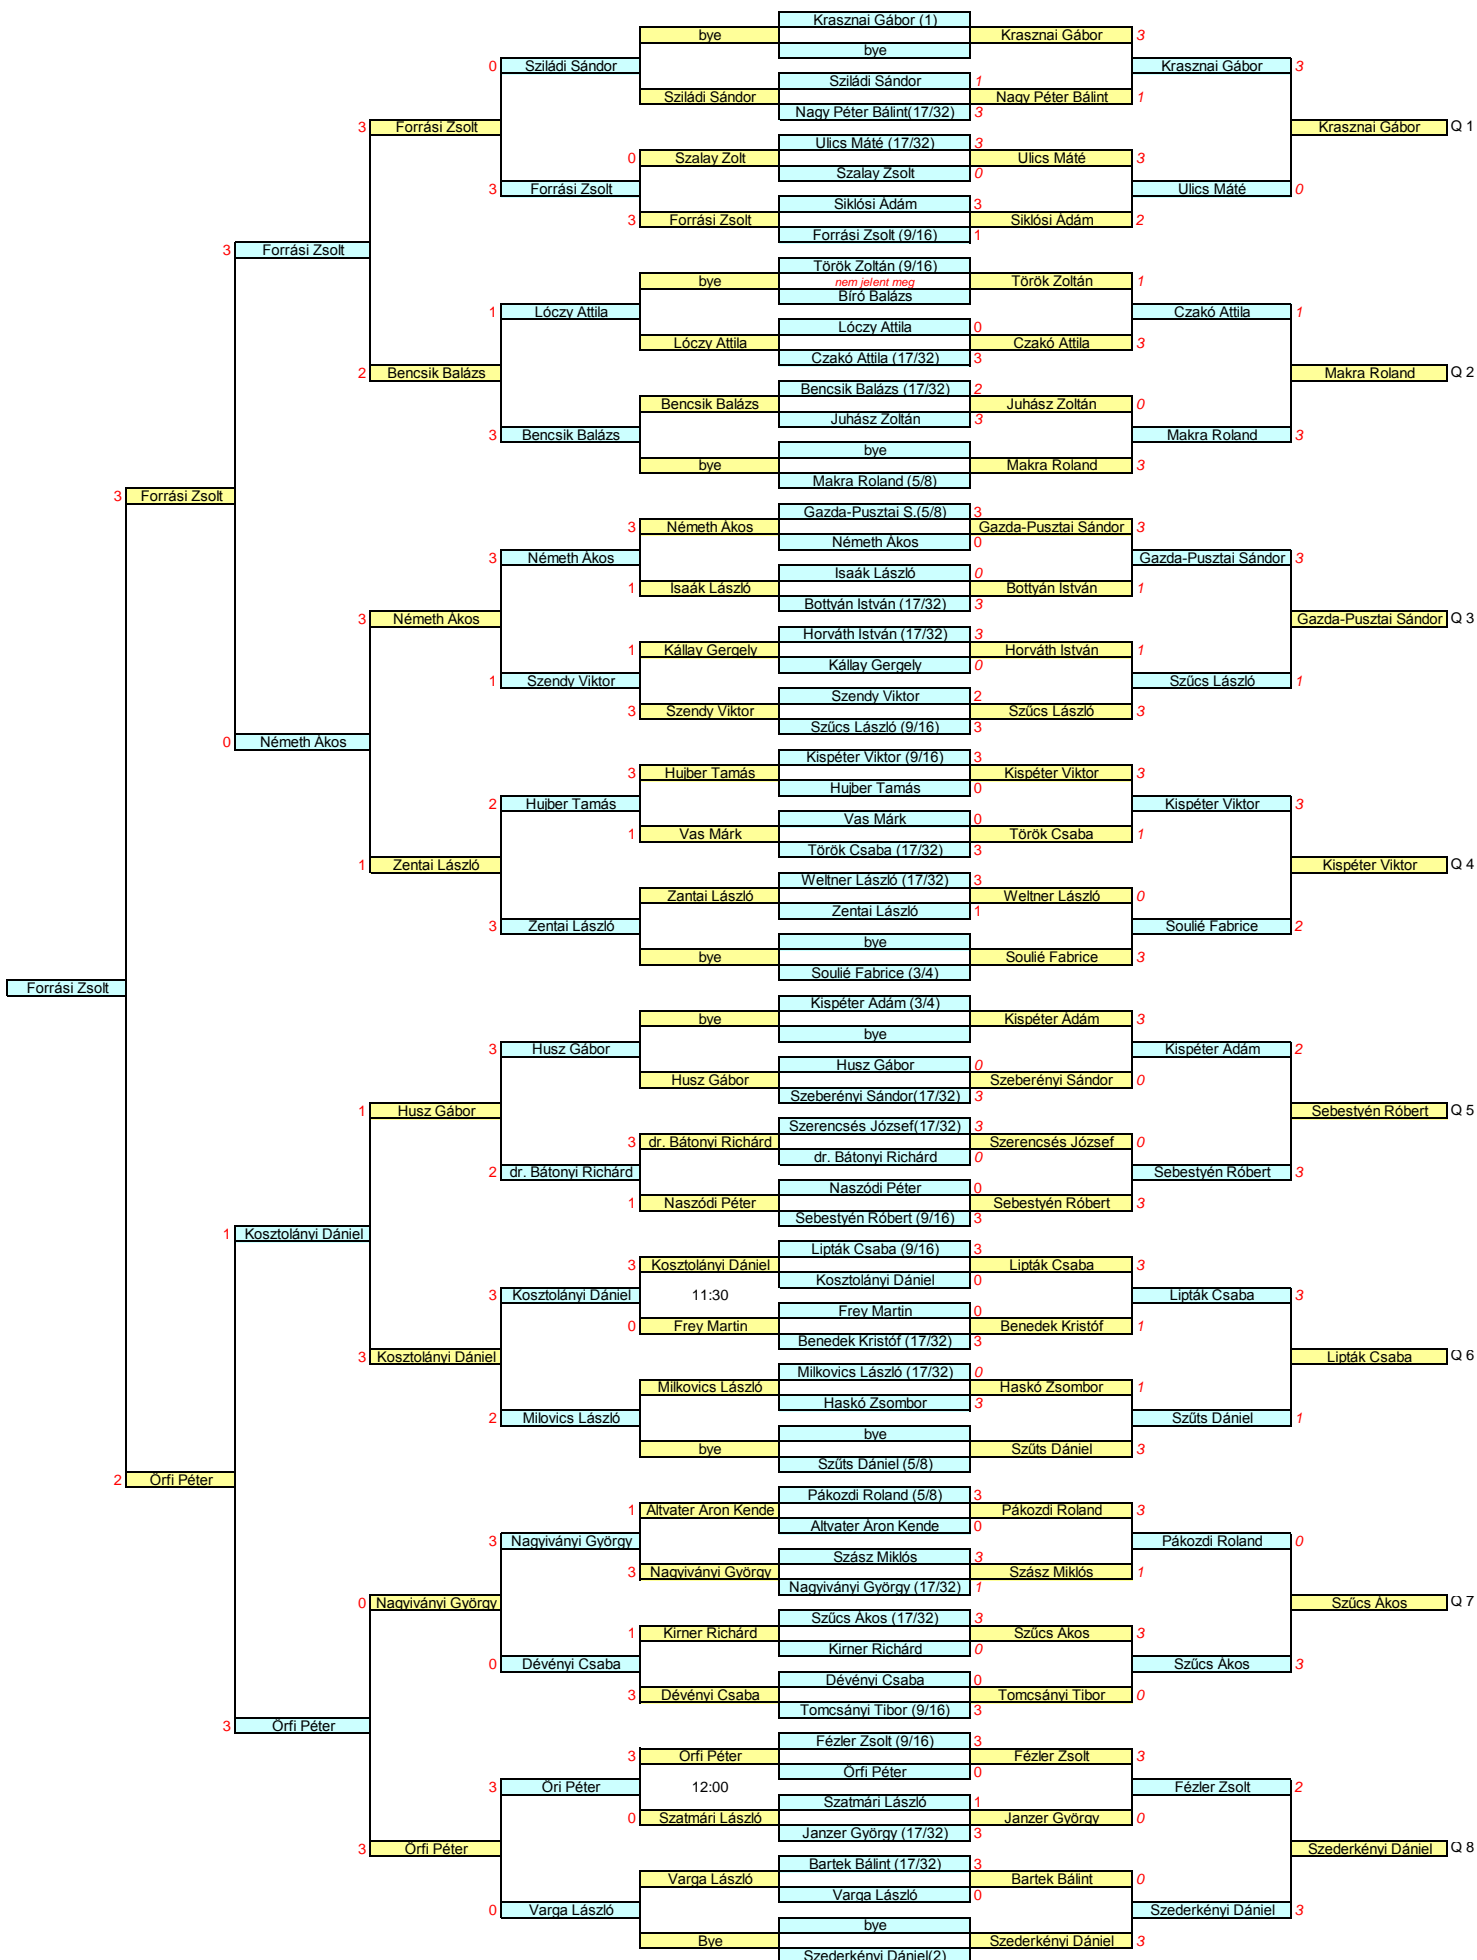 Krasznai Gábor (1)
bye Krasznai Gábor 3
bye
0 Sziládi Sándor Krasznai Gábor 3
Sziládi Sándor 1
Sziládi Sándor Nagy Péter Bálint 1
Nagy Péter Bálint(17/32) 3
3 Forrási Zsolt Krasznai Gábor Q 1
Ulics Máté (17/32) 3
0 Szalay Zolt Ulics Máté 3
Szalay Zsolt 0
3 Forrási Zsolt Ulics Máté 0
Siklósi Ádám 3
3 Forrási Zsolt Siklósi Ádám 2
Forrási Zsolt (9/16) 1
3 Forrási Zsolt
Török Zoltán (9/16)
bye nem jelent meg Török Zoltán 1
Bíró Balázs
1 Lóczy Attila Czakó Attila 1
Lóczy Attila 0
Lóczy Attila Czakó Attila 3
Czakó Attila (17/32) 3
2 Bencsik Balázs Makra Roland Q 2
Bencsik Balázs (17/32) 2
Bencsik Balázs Juhász Zoltán 0
Juhász Zoltán 3
3 Bencsik Balázs Makra Roland 3
bye
bye Makra Roland 3
Makra Roland (5/8)
3 Forrási Zsolt
Gazda-Pusztai S.(5/8) 3
3 Németh Ákos Gazda-Pusztai Sándor 3
Németh Ákos 0
3 Németh Ákos Gazda-Pusztai Sándor 3
Isaák László 0
1 Isaák László Bottyán István 1
Bottyán István (17/32) 3
3 Németh Ákos Gazda-Pusztai Sándor Q 3
Horváth István (17/32) 3
1 Kállay Gergely Horváth István 1
Kállay Gergely 0
1 Szendy Viktor Szűcs László 1
Szendy Viktor 2
3 Szendy Viktor Szűcs László 3
Szűcs László (9/16) 3
0 Németh Ákos
Kispéter Viktor (9/16) 3
3 Hujber Tamás Kispéter Viktor 3
Hujber Tamás 0
2 Hujber Tamás Kispéter Viktor 3
Vas Márk 0
1 Vas Márk Török Csaba 1
Török Csaba (17/32) 3
1 Zentai László Kispéter Viktor Q 4
Weltner László (17/32) 3
Zantai László Weltner László 0
Zentai László 1
3 Zentai László Soulié Fabrice 2
bye
bye Soulié Fabrice 3
Soulié Fabrice (3/4)
Forrási Zsolt
Kispéter Ádám (3/4)
bye Kispéter Ádám 3
bye
3 Husz Gábor Kispéter Ádám 2
Husz Gábor 0
Husz Gábor Szeberényi Sándor 0
Szeberényi Sándor(17/32) 3
1 Husz Gábor Sebestyén Róbert Q 5
Szerencsés József(17/32) 3
3 dr. Bátonyi Richárd Szerencsés József 0
dr. Bátonyi Richárd 0
2 dr. Bátonyi Richárd Sebestyén Róbert 3
Naszódi Péter 0
1 Naszódi Péter Sebestyén Róbert 3
Sebestyén Róbert (9/16) 3
1 Kosztolányi Dániel
Lipták Csaba (9/16) 3
3 Kosztolányi Dániel Lipták Csaba 3
Kosztolányi Dániel 0
3 Kosztolányi Dániel 11:30 Lipták Csaba 3
Frey Martin 0
0 Frey Martin Benedek Kristóf 1
Benedek Kristóf (17/32) 3
3 Kosztolányi Dániel Lipták Csaba Q 6
Milkovics László (17/32) 0
Milkovics László Haskó Zsombor 1
Haskó Zsombor 3
2 Milovics László Szűts Dániel 1
bye
bye Szűts Dániel 3
Szűts Dániel (5/8)
2 Örfi Péter
Pákozdi Roland (5/8) 3
1 Altvater Áron Kende Pákozdi Roland 3
Altvater Áron Kende 0
3 Nagyiványi György Pákozdi Roland 0
Szász Miklós 3
3 Nagyiványi György Szász Miklós 1
Nagyiványi György (17/32) 1
0 Nagyiványi György Szűcs Ákos Q 7
Szűcs Ákos (17/32) 3
1 Kirner Richárd Szűcs Ákos 3
Kirner Richárd 0
0 Dévényi Csaba Szűcs Ákos 3
Dévényi Csaba 0
3 Dévényi Csaba Tomcsányi Tibor 0
Tomcsányi Tibor (9/16) 3
3 Örfi Péter
Fézler Zsolt (9/16) 3
3 Örfi Péter Fézler Zsolt 3
Örfi Péter 0
3 Öri Péter 12:00 Fézler Zsolt 2
Szatmári László 1
0 Szatmári László Janzer György 0
Janzer György (17/32) 3
3 Örfi Péter Szederkényi Dániel Q 8
Bartek Bálint (17/32) 3
Varga László Bartek Bálint 0
Varga László 0
0 Varga László Szederkényi Dániel 3
bye
Bye Szederkényi Dániel 3
Szederkényi Dániel(2)